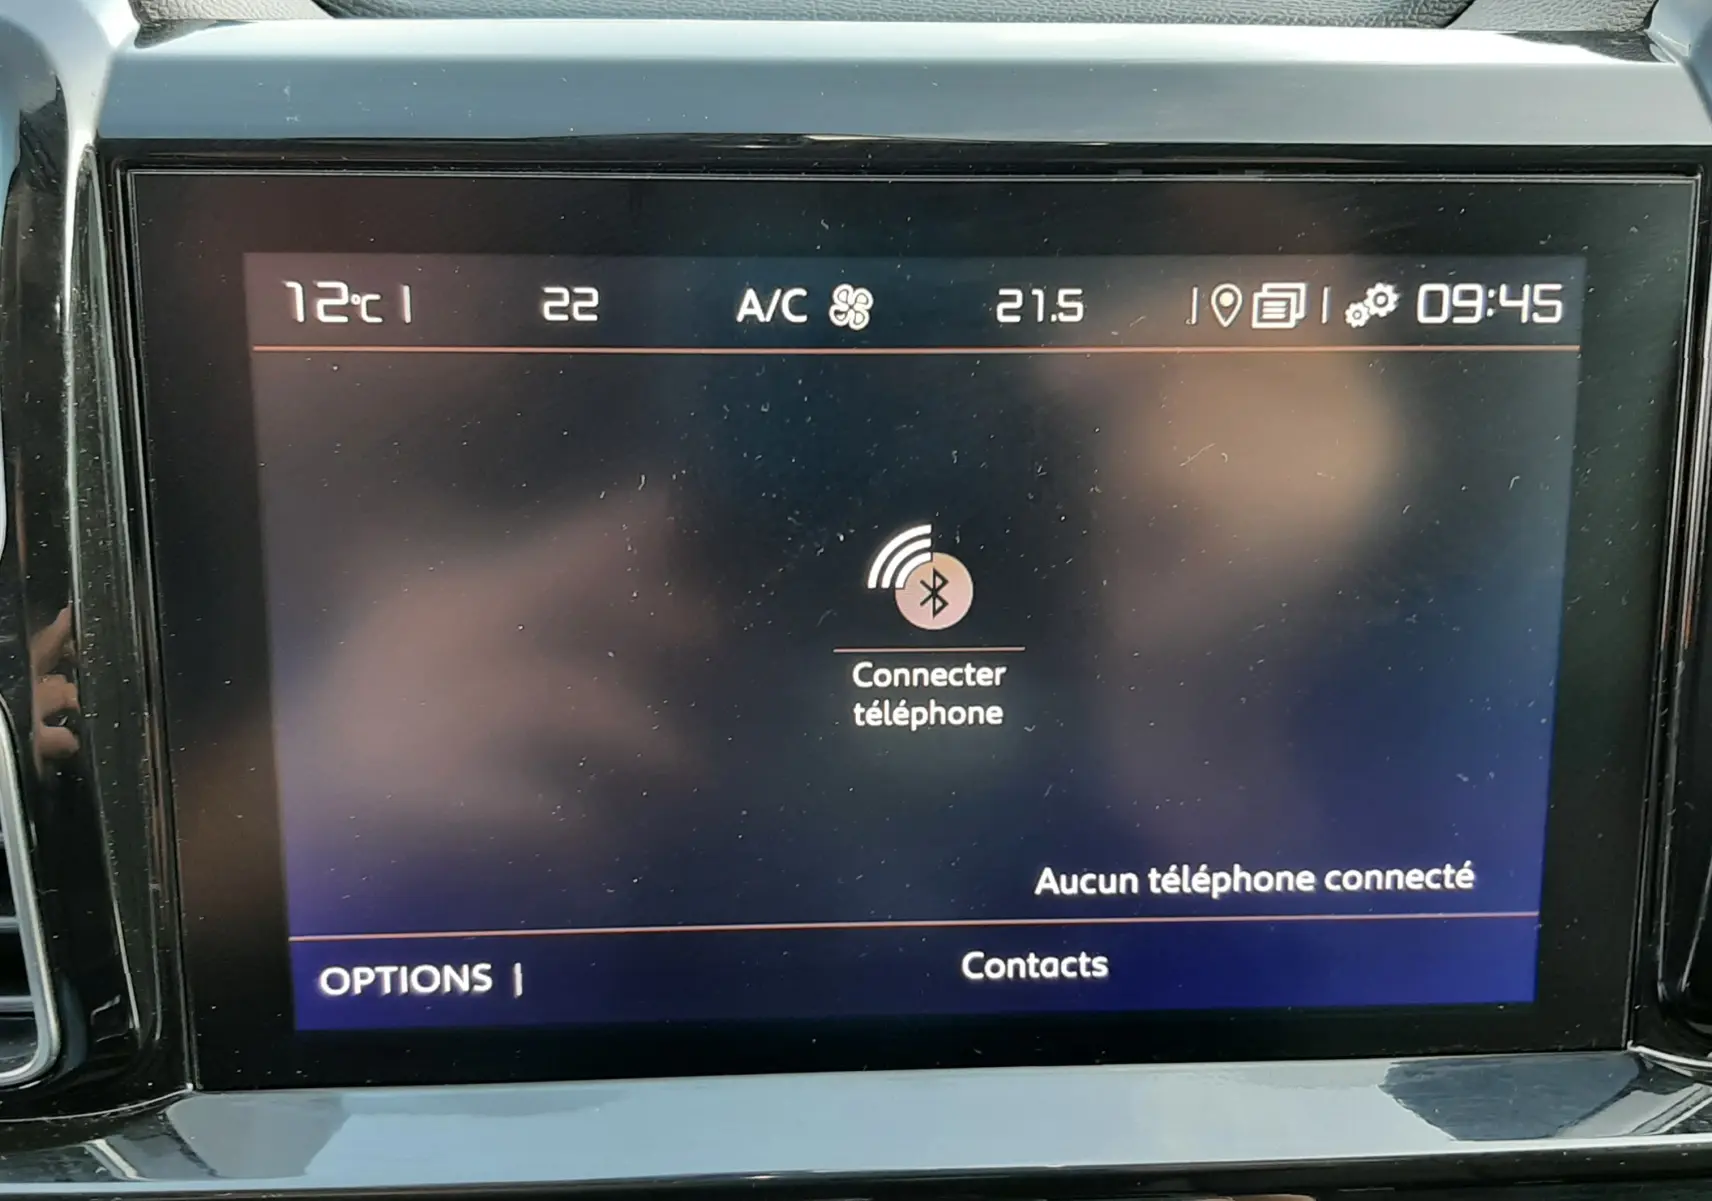 12°C 22 A/C 21.5 09:45
Connecter
téléphone
Aucun téléphone connecté
OPTIONS Contacts